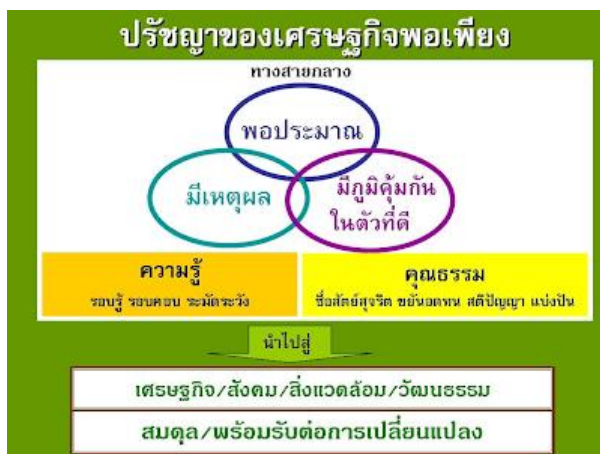 ปรัชญาของเศรษฐกิจพอเพียง
ทางสายกลาง
พอประมาณ
มีเหตุผล
มีภูมิคุ้มกัน
ในตัวที่ดี
ความรู้
รอบรู้ รอบคอบ ระมัดระวัง
คุณธรรม
ซื่อสัตย์สุจริต ขยันอดทน สติปัญญา แบ่งปัน
นำไปสู่
เศรษฐกิจ/สังคม/สิ่งแวดล้อม/วัฒนธรรม
สมดุล/พร้อมรับต่อการเปลี่ยนแปลง